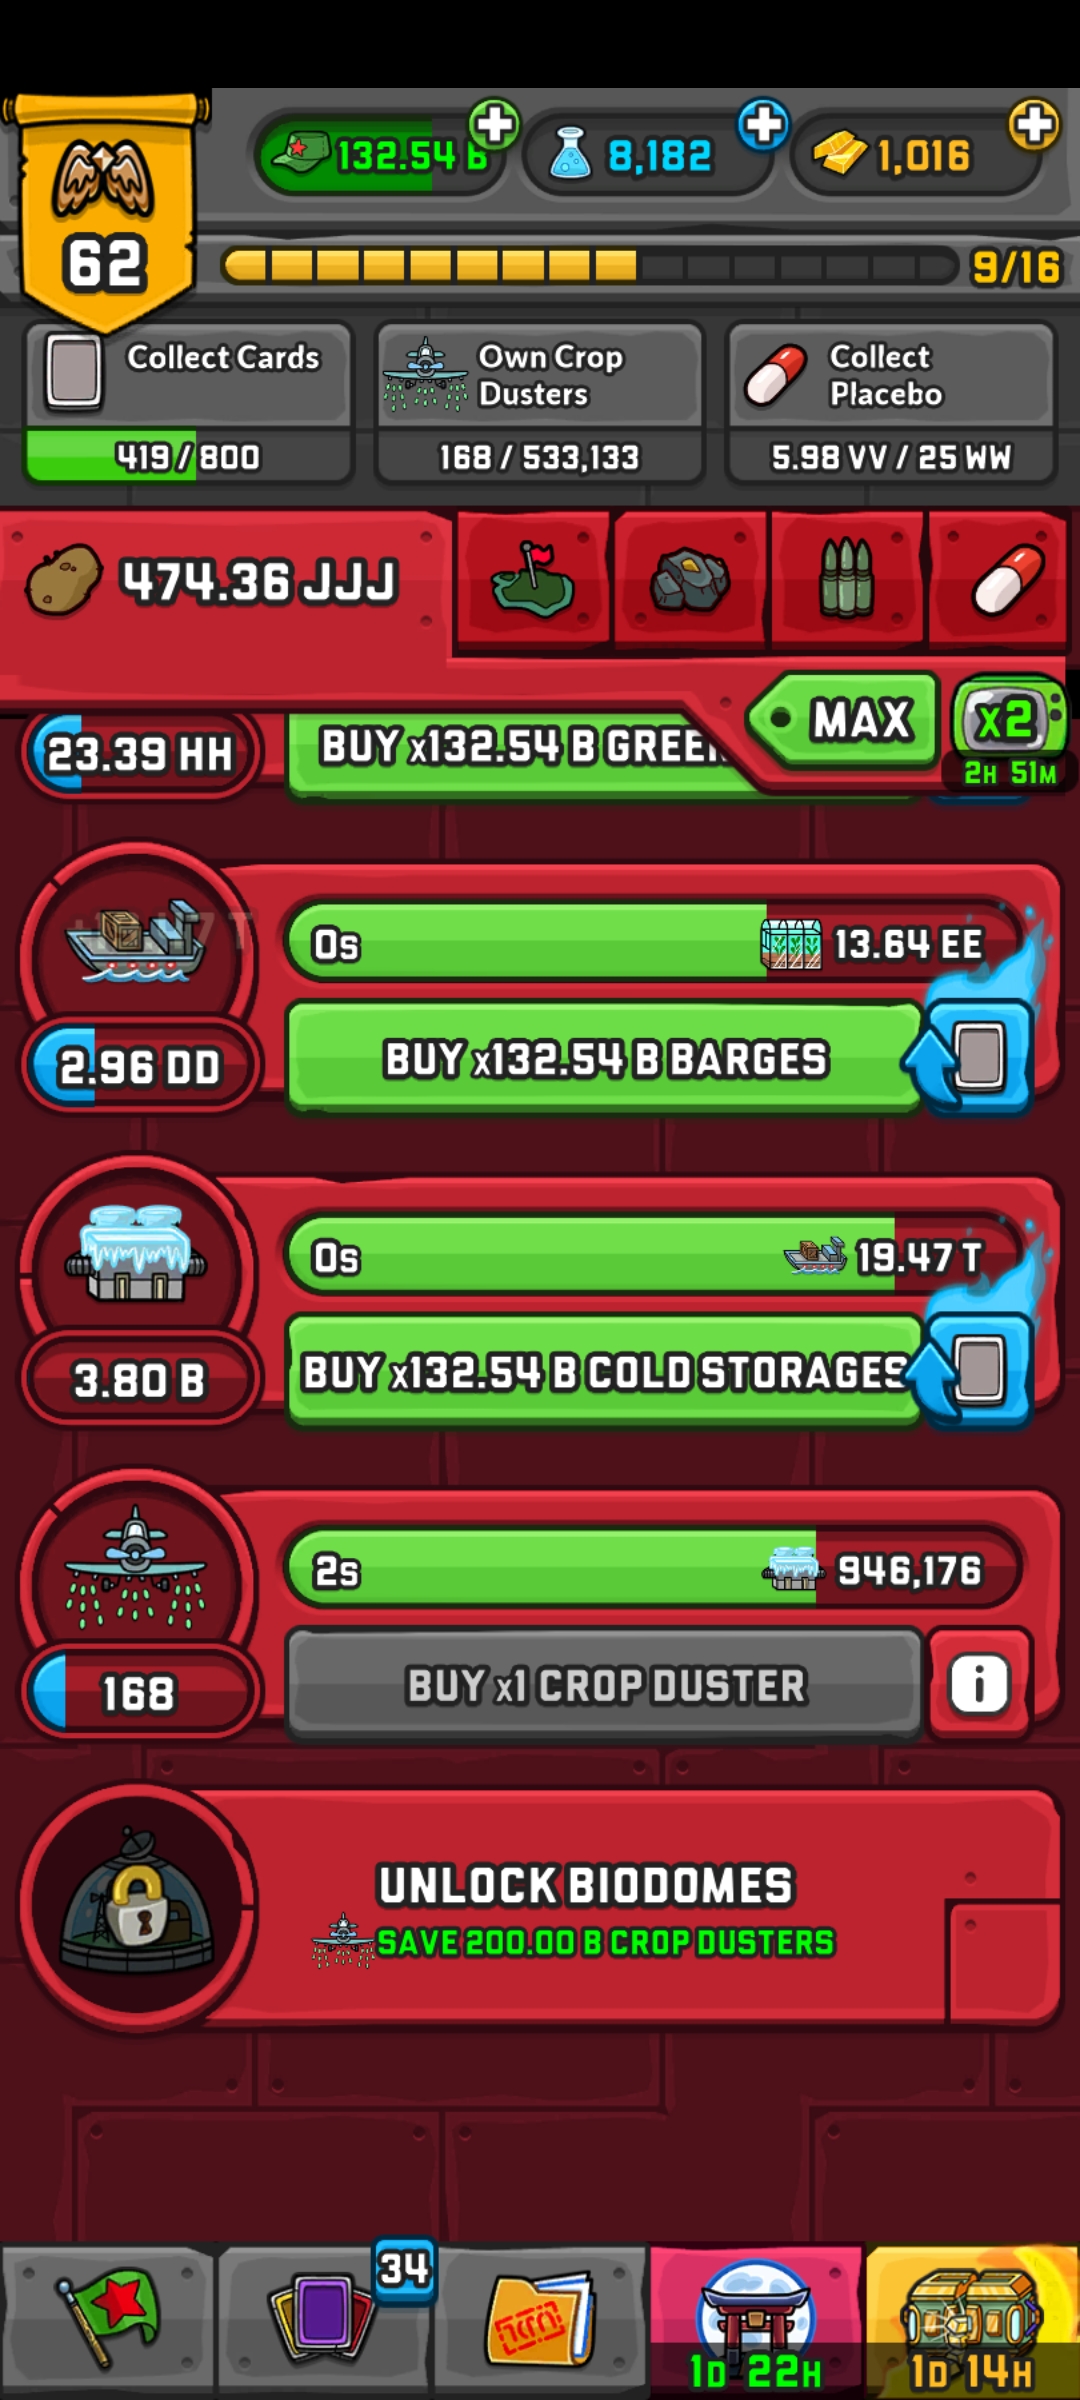 132.54 B
8,182
1,016
62
9/16
Collect Cards
419 / 800
Own Crop
Dusters
168 / 533,133
Collect
Placebo
5.98 VV / 25 WW
474.36 JJJ
MAX
x2
2H 51M
23.39 HH
BUY x132.54 B GREE
0s
13.64 EE
2.96 DD
BUY x132.54 B BARGES
0s
19.47 T
3.80 B
BUY x132.54 B COLD STORAGES
2s
946,176
168
BUY x1 CROP DUSTER
i
UNLOCK BIODOMES
SAVE 200.00 B CROP DUSTERS
34
1D 22H
1D 14H